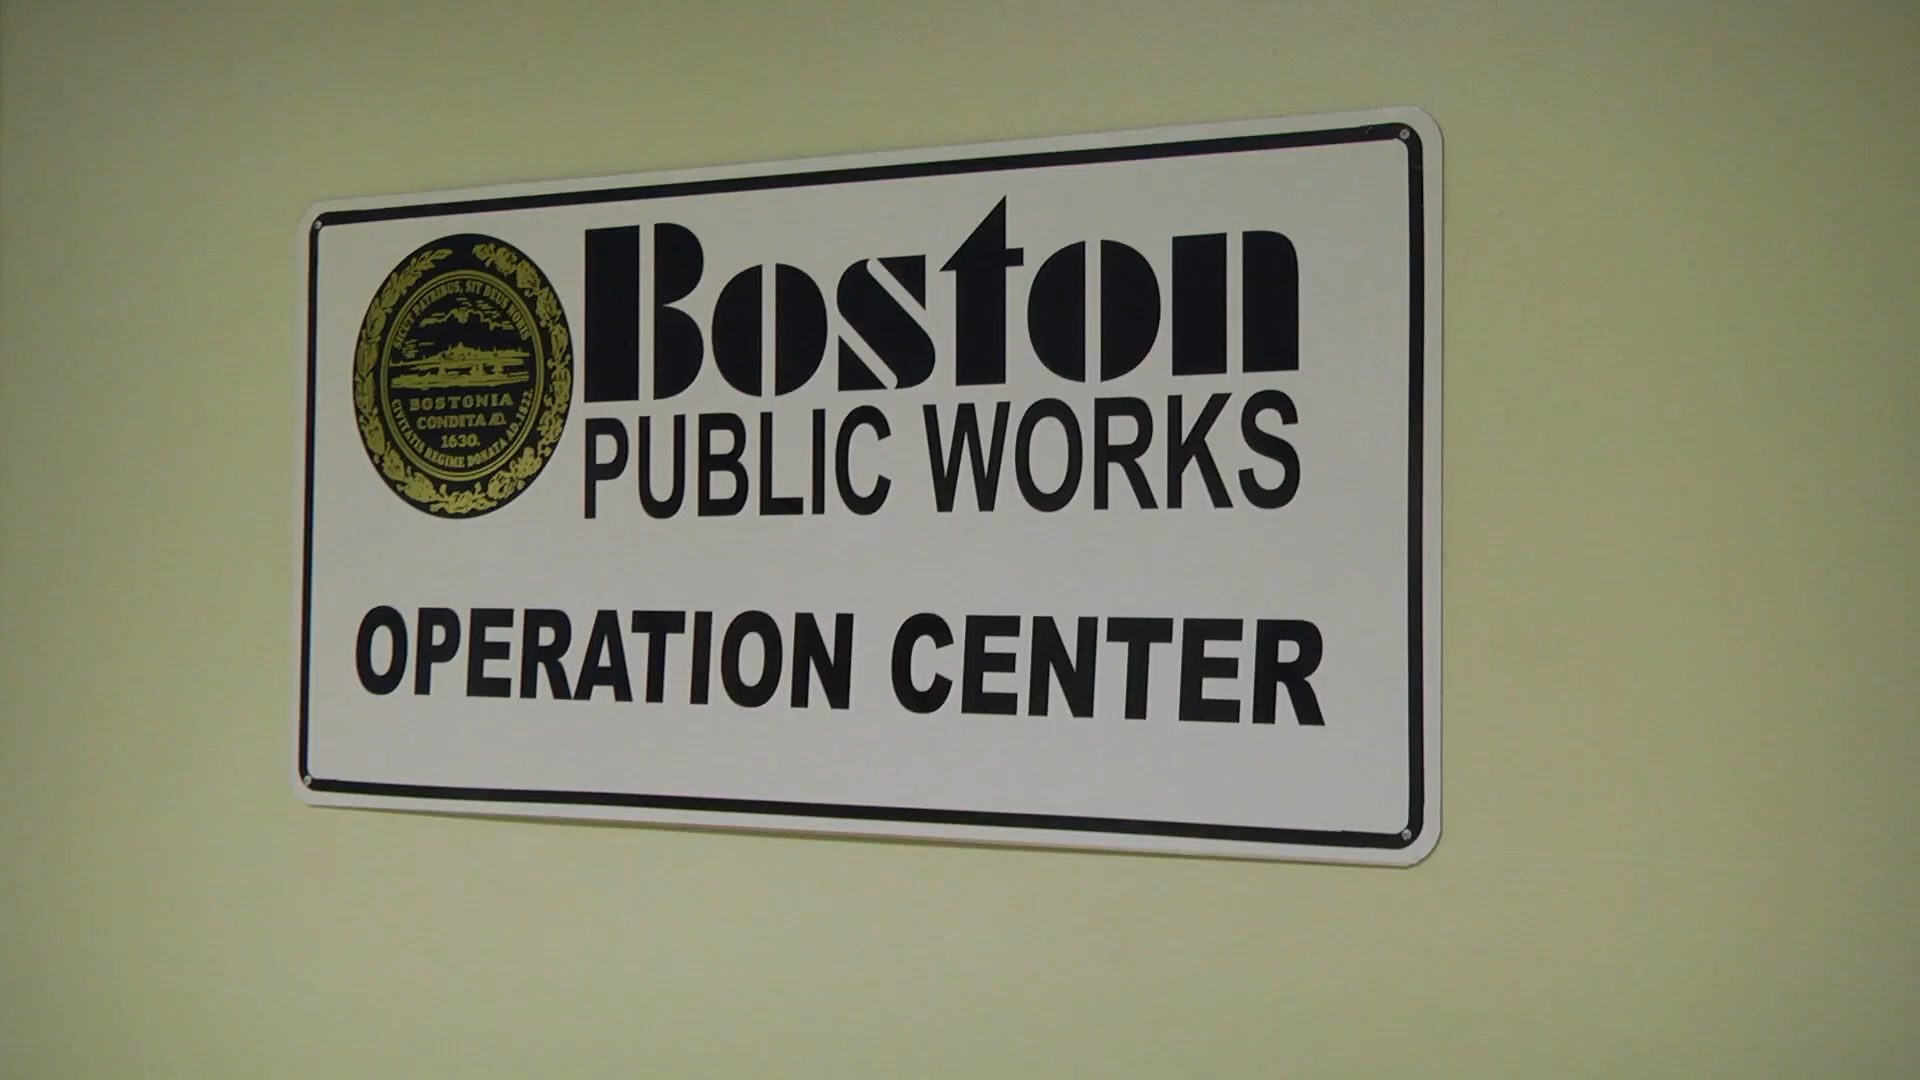 Boston
PUBLIC WORKS
OPERATION CENTER
SICUT PATRIBUS, SIT DEUS NOBIS
BOSTONIA
CONDITA AD.
1630.
CIVITATIS REGIMINE DONATA AD. 1822